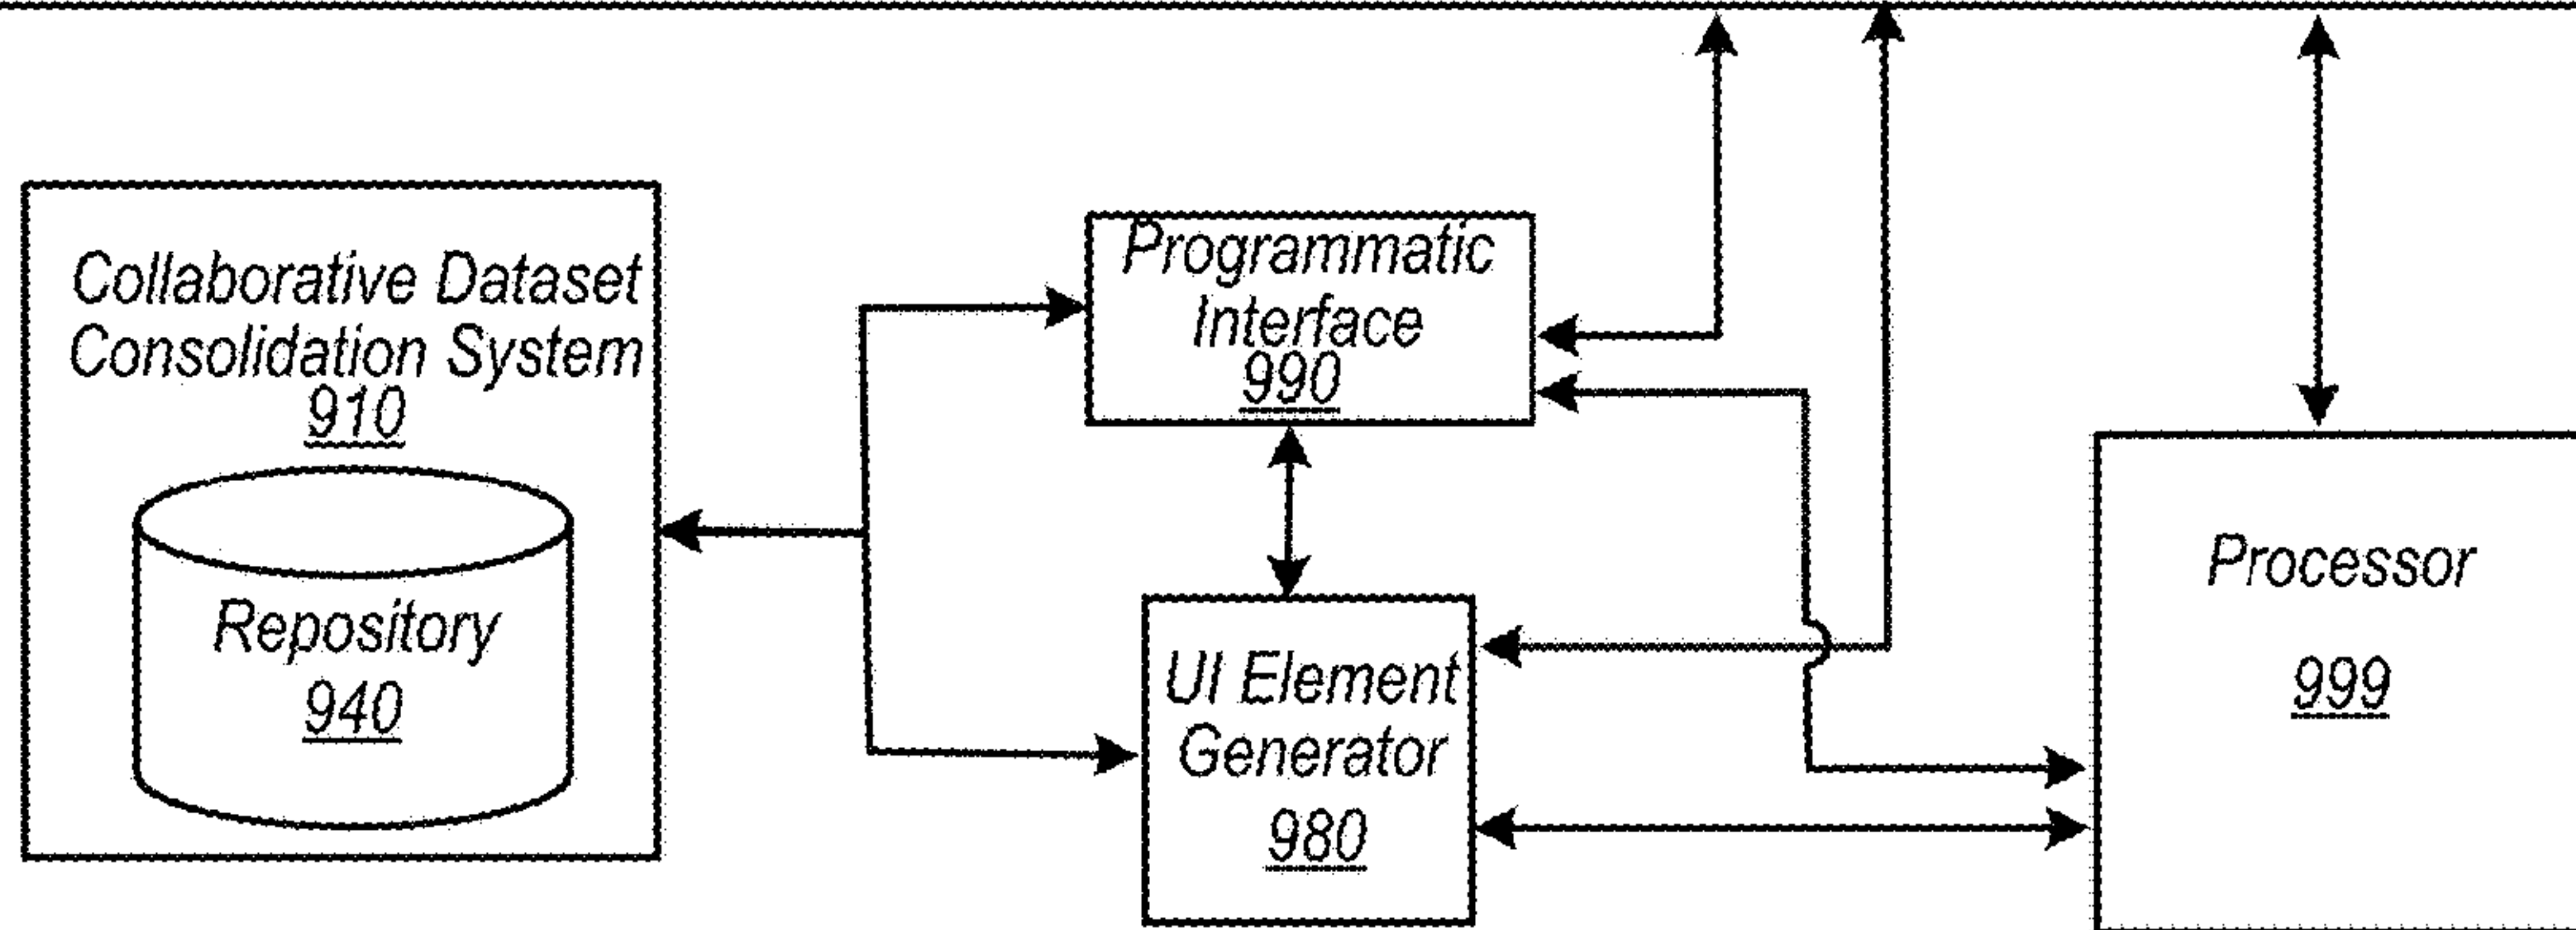 Collaborative Dataset
Consolidation System
910
Repository
940
Programmatic
Interface
990
UI Element
Generator
980
Processor
999